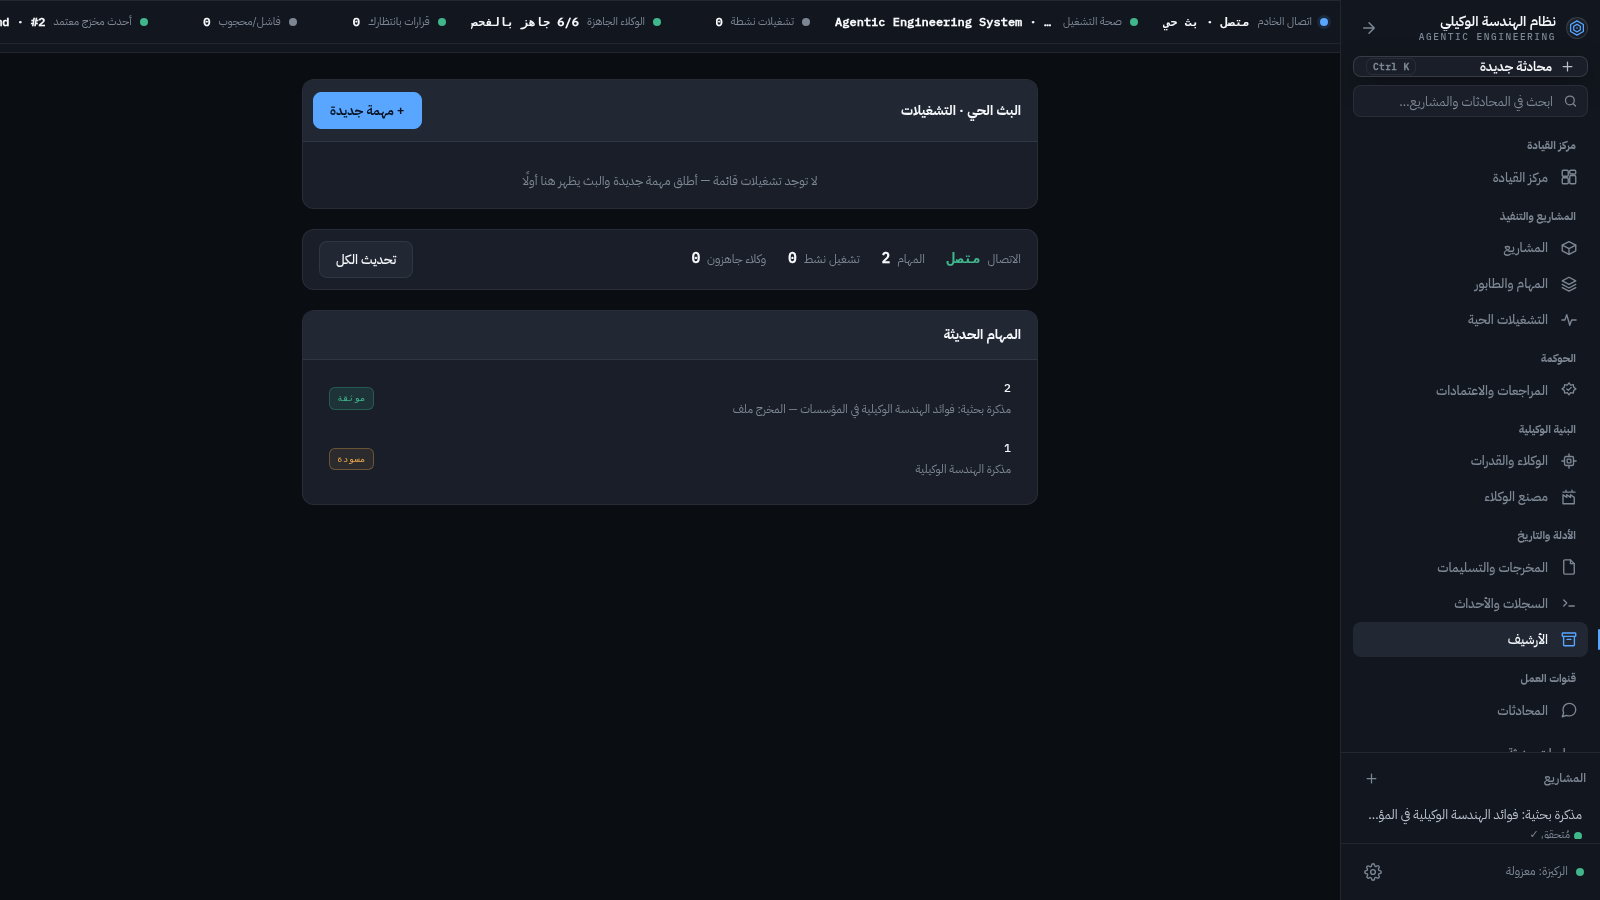 نظام الهندسة الوكيلي
AGENTIC ENGINEERING
محادثة جديدة
Ctrl K
ابحث في المحادثات والمشاريع...
مركز القيادة
مركز القيادة
المشاريع والتنفيذ
المشاريع
المهام والطابور
التشغيلات الحية
الحوكمة
المراجعات والاعتمادات
البنية الوكيلية
الوكلاء والقدرات
مصنع الوكلاء
الأدلة والتاريخ
المخرجات والتسليمات
السجلات والأحداث
الأرشيف
قنوات العمل
المحادثات
المشاريع
مذكرة بحثية: فوائد الهندسة الوكيلية في المؤ...
مُتحقق ✓
الركيزة: معزولة
اتصال الخادم متصل · بث حي
صحة التشغيل Agentic Engineering System · …
تشغيلات نشطة 0
الوكلاء الجاهزة 6/6 جاهز بالفحص
قرارات بانتظارك 0
فاشل/محجوب 0
أحدث مخرج معتمد #2 ·
البث الحي · التشغيلات
+ مهمة جديدة
لا توجد تشغيلات قائمة — أطلق مهمة جديدة والبث يظهر هنا أولًا
الاتصال متصل المهام 2 تشغيل نشط 0 وكلاء جاهزون 0
تحديث الكل
المهام الحديثة
2
مذكرة بحثية: فوائد الهندسة الوكيلية في المؤسسات — المخرج ملف
موثقة
1
مذكرة الهندسة الوكيلية
مسودة